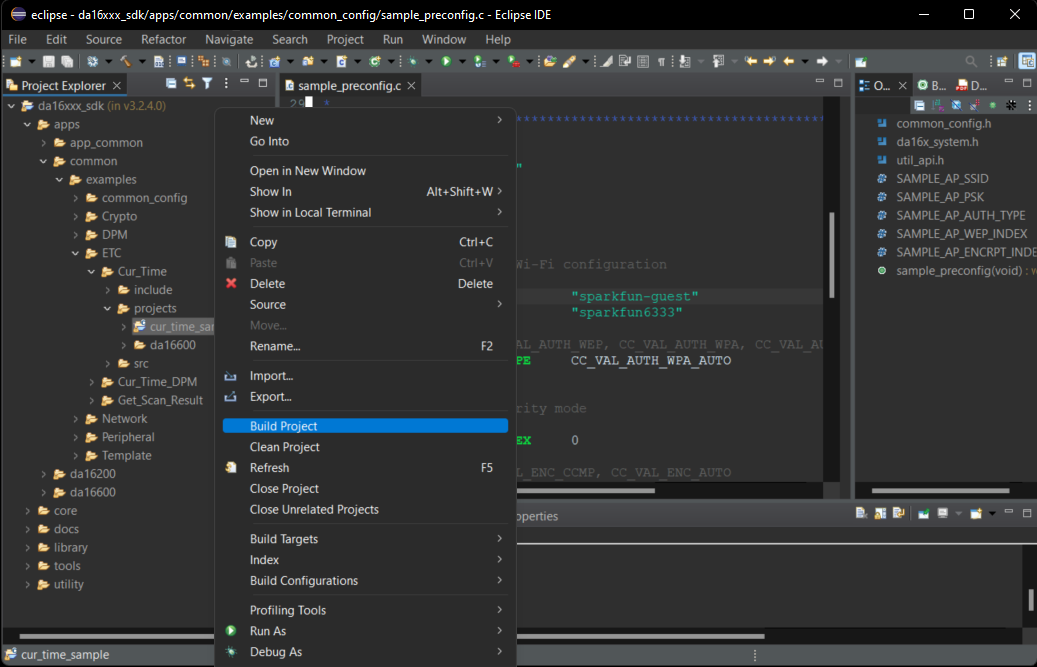 eclipse - da16xxx_sdk/apps/common/examples/common_config/sample_preconfig.c - Eclipse IDE
File Edit Source Refactor Navigate Search Project Run Window Help
Project Explorer
da16xxx_sdk (in v3.2.4.0)
apps
app_common
common
examples
common_config
Crypto
DPM
ETC
Cur_Time
include
projects
cur_time_sar
da16600
src
Cur_Time_DPM
Get_Scan_Result
Network
Peripheral
Template
da16200
da16600
core
docs
library
tools
utility
sample_preconfig.c
29 *
****************************************
"
Wi-Fi configuration
"sparkfun-guest"
"sparkfun6333"
AL_AUTH_WEP, CC_VAL_AUTH_WPA, CC_VAL_AU
PE CC_VAL_AUTH_WPA_AUTO
rity mode
EX 0
L_ENC_CCMP, CC_VAL_ENC_AUTO
operties
New
Go Into
Open in New Window
Show In Alt+Shift+W
Show in Local Terminal
Copy Ctrl+C
Paste Ctrl+V
Delete Delete
Source
Move...
Rename... F2
Import...
Export...
Build Project
Clean Project
Refresh F5
Close Project
Close Unrelated Projects
Build Targets
Index
Build Configurations
Profiling Tools
Run As
Debug As
O... B... D...
common_config.h
da16x_system.h
util_api.h
SAMPLE_AP_SSID
SAMPLE_AP_PSK
SAMPLE_AP_AUTH_TYPE
SAMPLE_AP_WEP_INDEX
SAMPLE_AP_ENCRPT_INDE
sample_preconfig(void) : v
cur_time_sample